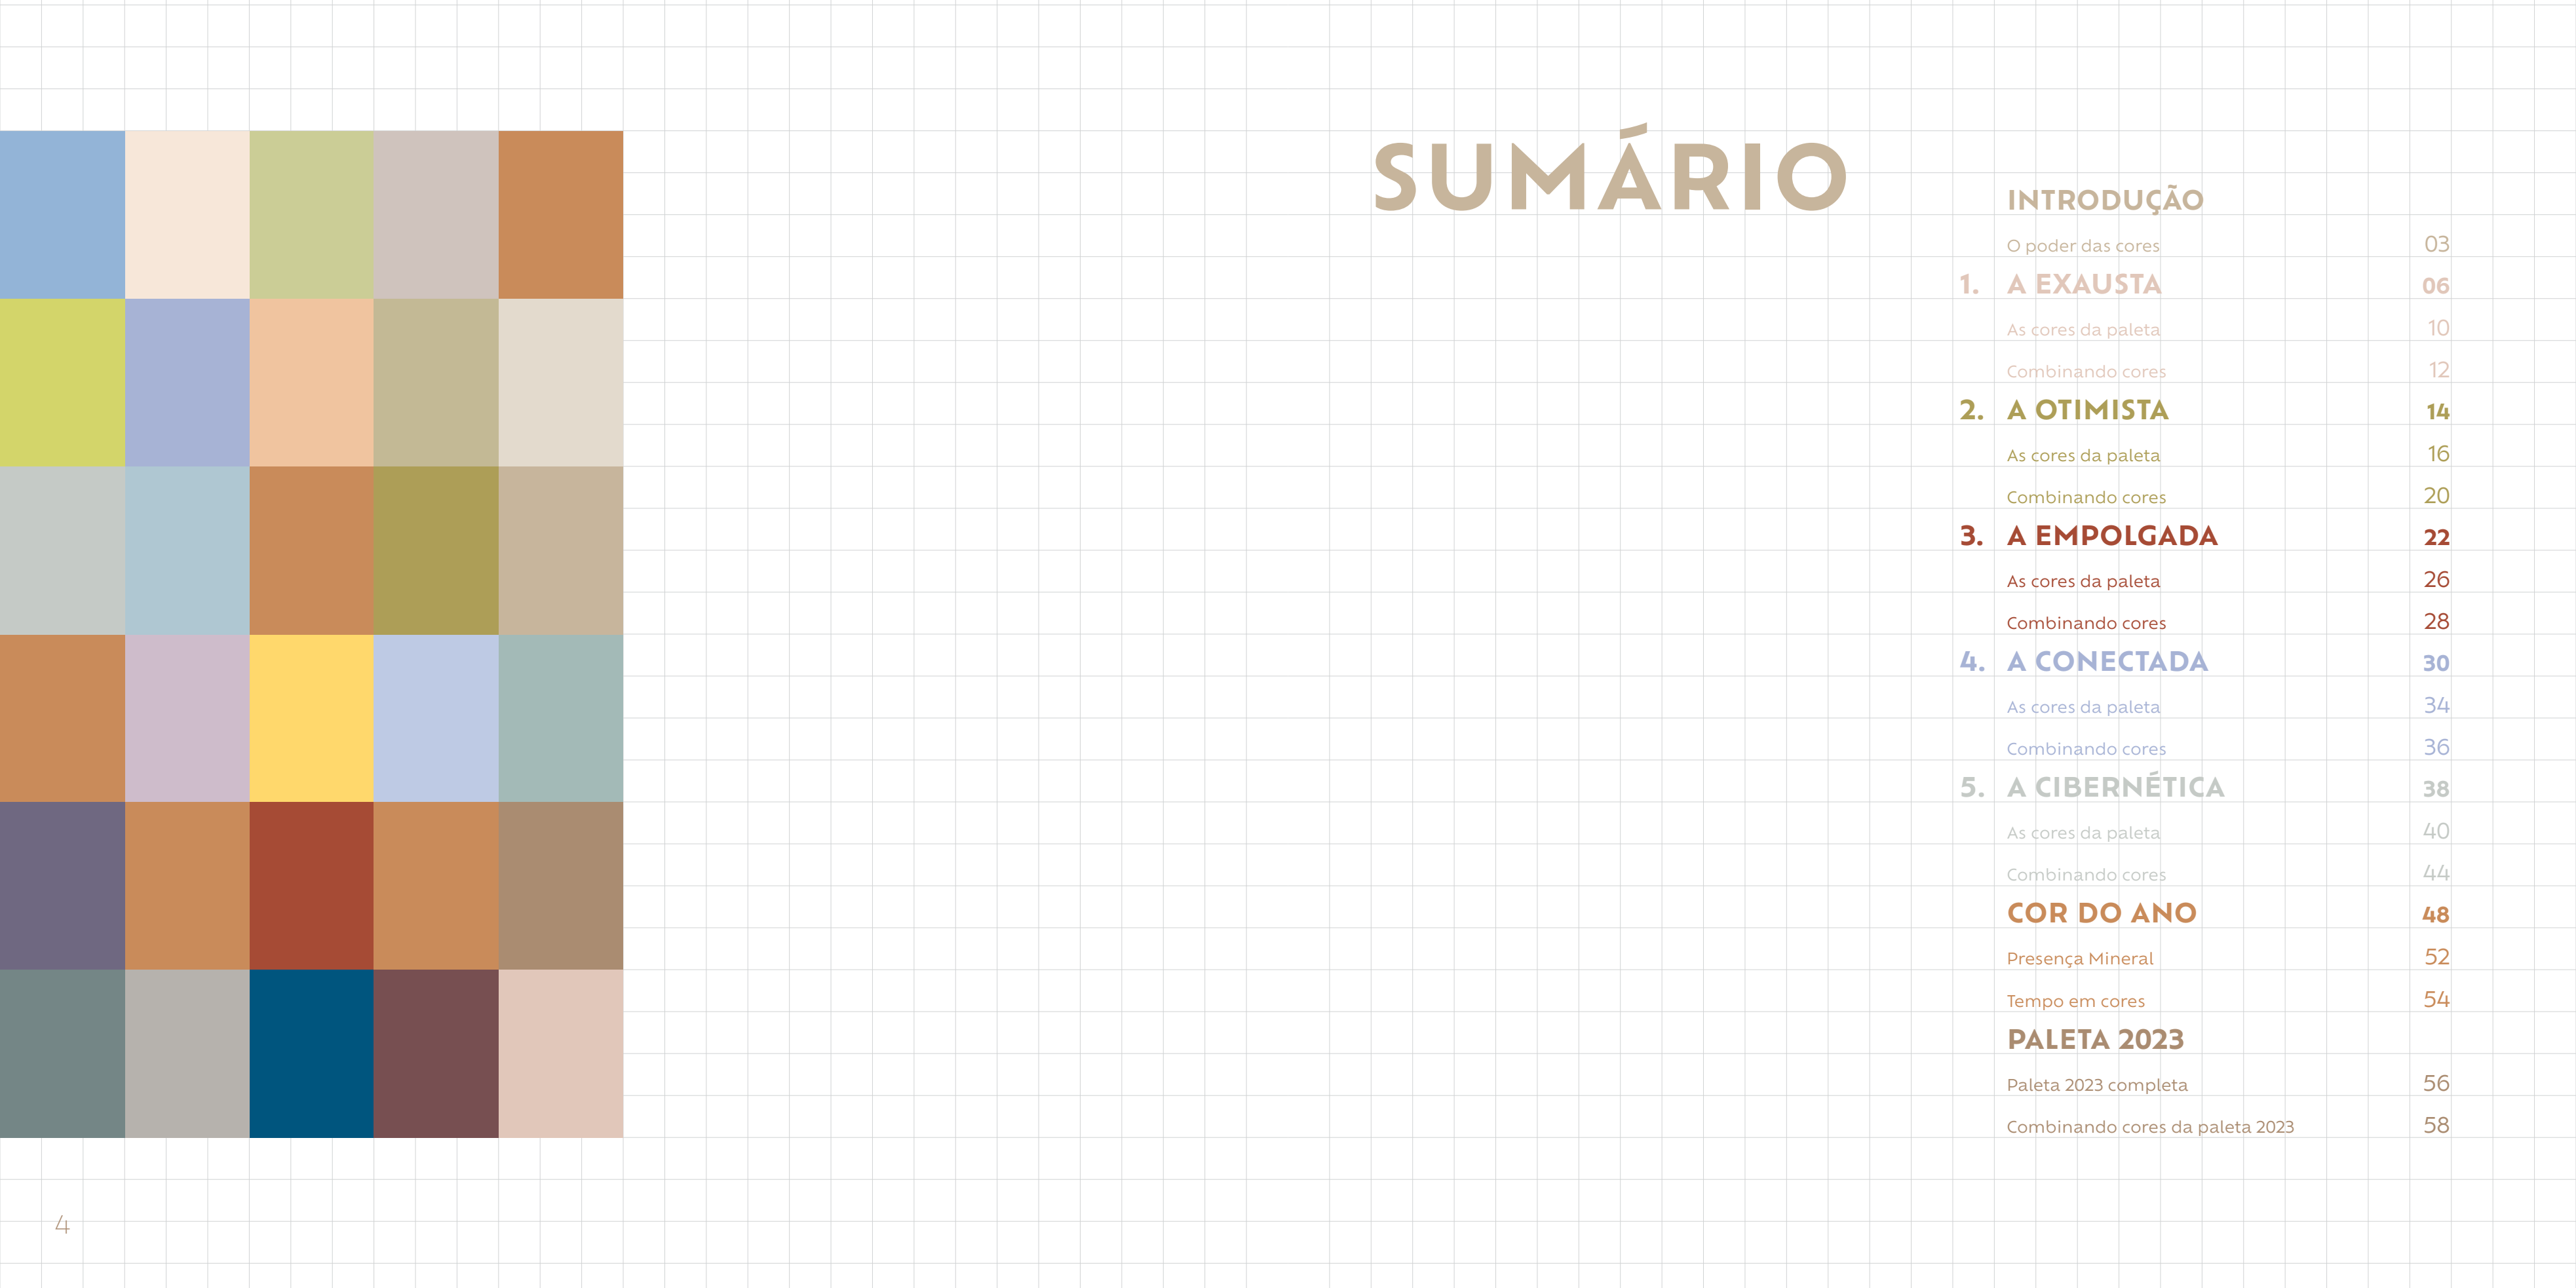 SUMÁRIO
INTRODUÇÃO
O poder das cores 03
1. A EXAUSTA 06
As cores da paleta 10
Combinando cores 12
2. A OTIMISTA 14
As cores da paleta 16
Combinando cores 20
3. A EMPOLGADA 22
As cores da paleta 26
Combinando cores 28
4. A CONECTADA 30
As cores da paleta 34
Combinando cores 36
5. A CIBERNÉTICA 38
As cores da paleta 40
Combinando cores 44
COR DO ANO 48
Presença Mineral 52
Tempo em cores 54
PALETA 2023
Paleta 2023 completa 56
Combinando cores da paleta 2023 58
4